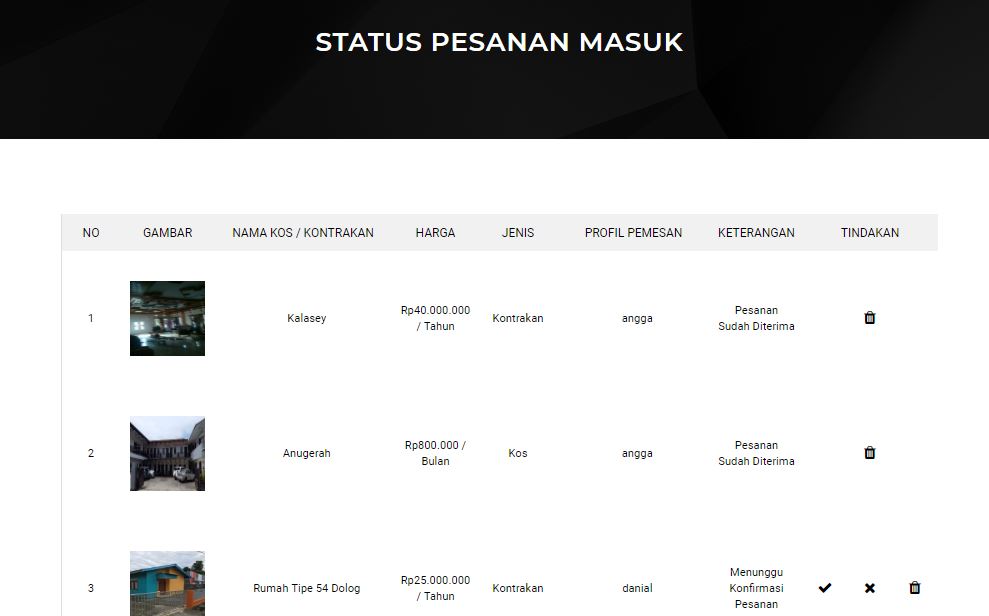 STATUS PESANAN MASUK
NO GAMBAR NAMA KOS / KONTRAKAN HARGA JENIS PROFIL PEMESAN KETERANGAN TINDAKAN
1 Kalasey Rp40.000.000 / Tahun Kontrakan angga Pesanan Sudah Diterima
2 Anugerah Rp800.000 / Bulan Kos angga Pesanan Sudah Diterima
3 Rumah Tipe 54 Dolog Rp25.000.000 / Tahun Kontrakan danial Menunggu Konfirmasi Pesanan